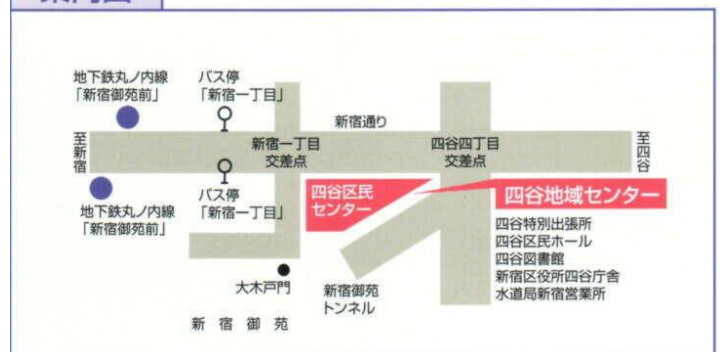 案内図
地下鉄丸ノ内線
「新宿御苑前」
バス停
「新宿一丁目」
新宿通り
至新宿
新宿一丁目
交差点
四谷四丁目
交差点
至四谷
地下鉄丸ノ内線
「新宿御苑前」
バス停
「新宿一丁目」
四谷区民
センター
四谷地域センター
四谷特別出張所
四谷区民ホール
四谷図書館
新宿区役所四谷庁舎
水道局新宿営業所
大木戸門
新宿御苑
トンネル
新宿御苑